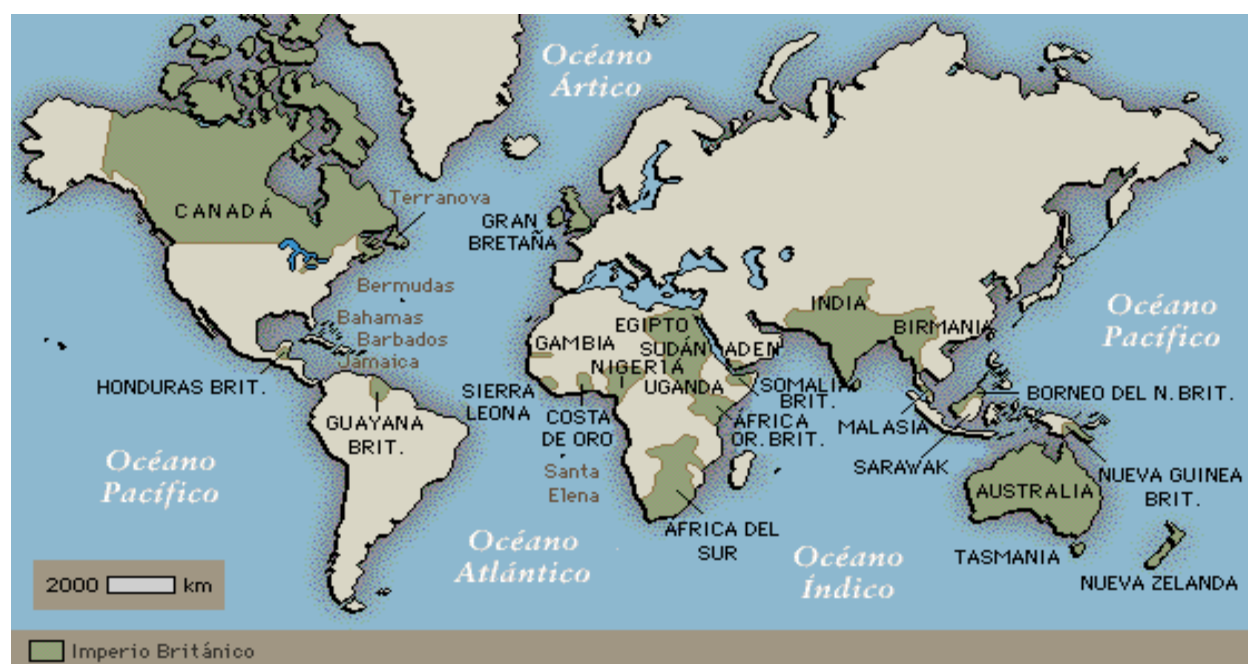 Océano
Ártico
Terranova
CANADÁ
GRAN
BRETAÑA
Bermudas
Bahamas
Barbados
Jamaica
HONDURAS BRIT.
GUAYANA
BRIT.
INDIA
BIRMANIA
Océano
Pacífico
EGIPTO
GAMBIA
SUDÁN
ADEN
NIGERIA
UGANDA
SIERRA
LEONA
COSTA
DE ORO
SOMALIA
BRIT.
ÁFRICA
OR. BRIT.
BORNEO DEL N. BRIT.
MALASIA
SARAWAK
NUEVA GUINEA
BRIT.
Océano
Pacífico
Santa
Elena
AUSTRALIA
ÁFRICA DEL
SUR
Océano
Atlántico
Océano
Índico
TASMANIA
NUEVA ZELANDA
2000 km
Imperio Británico